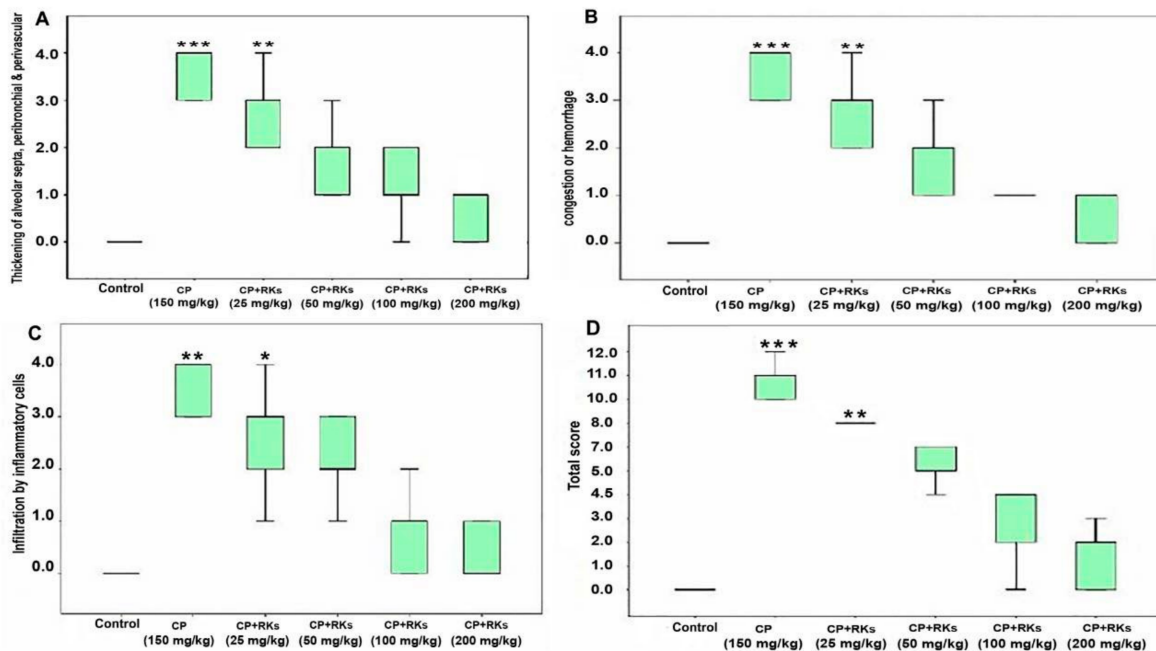 A
Thickening of alveolar septa, peribronchial & perivascular
4.0
3.0
2.0
1.0
0.0
*** **
Control CP CP+RKs CP+RKs CP+RKs CP+RKs
(150 mg/kg) (25 mg/kg) (50 mg/kg) (100 mg/kg) (200 mg/kg)
B
congestion or hemorrhage
4.0
3.0
2.0
1.0
0.0
*** **
Control CP CP+RKs CP+RKs CP+RKs CP+RKs
(150 mg/kg) (25 mg/kg) (50 mg/kg) (100 mg/kg) (200 mg/kg)
C
Infiltration by inflammatory cells
4.0
3.0
2.0
1.0
0.0
** *
Control CP CP+RKs CP+RKs CP+RKs CP+RKs
(150 mg/kg) (25 mg/kg) (50 mg/kg) (100 mg/kg) (200 mg/kg)
D
Total score
12.0
11.0
10.0
7.0
5.0
4.5
3.0
2.0
1.0
0.0
*** **
Control CP CP+RKs CP+RKs CP+RKs CP+RKs
(150 mg/kg) (25 mg/kg) (50 mg/kg) (100 mg/kg) (200 mg/kg)